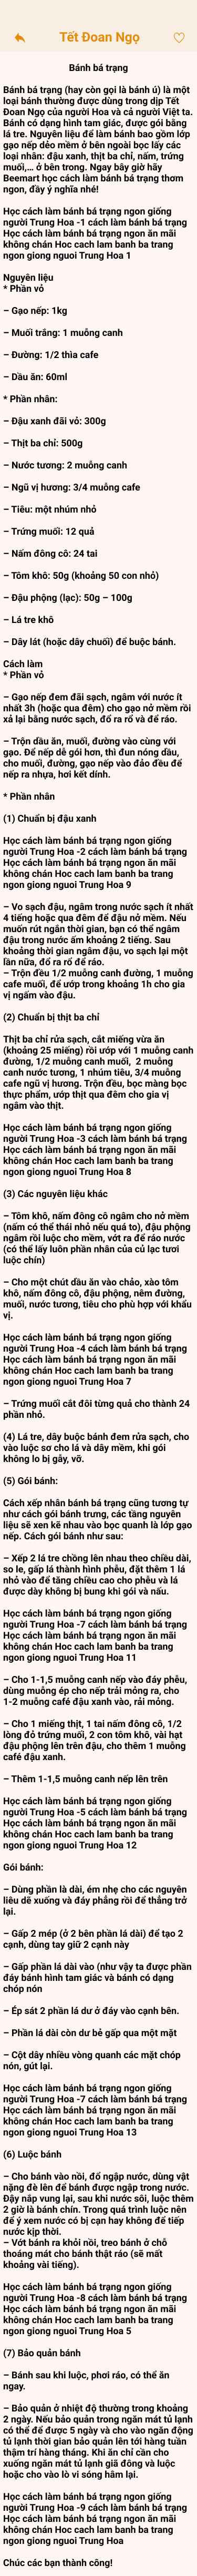 Tết Đoan Ngọ
Bánh bá trạng
Bánh bá trạng (hay còn gọi là bánh ú) là một
loại bánh thường được dùng trong dịp Tết
Đoan Ngọ của người Hoa và cả người Việt ta.
Bánh có dạng hình tam giác, được gói bằng
lá tre. Nguyên liệu để làm bánh bao gồm lớp
gạo nếp dẻo mềm ở bên ngoài bọc lấy các
loại nhân: đậu xanh, thịt ba chỉ, nấm, trứng
muối,... ở bên trong. Ngay bây giờ hãy
Beemart học cách làm bánh bá trạng thơm
ngon, đầy ý nghĩa nhé!
Học cách làm bánh bá trạng ngon giống
người Trung Hoa -1 cách làm bánh bá trạng
Học cách làm bánh bá trạng ngon ăn mãi
không chán Hoc cach lam banh ba trang
ngon giong nguoi Trung Hoa 1
Nguyên liệu
* Phần vỏ
– Gạo nếp: 1kg
– Muối trắng: 1 muỗng canh
– Đường: 1/2 thìa cafe
– Dầu ăn: 60ml
* Phần nhân:
– Đậu xanh đãi vỏ: 300g
– Thịt ba chỉ: 500g
– Nước tương: 2 muỗng canh
– Ngũ vị hương: 3/4 muỗng cafe
– Tiêu: một nhúm nhỏ
– Trứng muối: 12 quả
– Nấm đông cô: 24 tai
– Tôm khô: 50g (khoảng 50 con nhỏ)
– Đậu phộng (lạc): 50g – 100g
– Lá tre khô
– Dây lát (hoặc dây chuối) để buộc bánh.
Cách làm
* Phần vỏ
– Gạo nếp đem đãi sạch, ngâm với nước ít
nhất 3h (hoặc qua đêm) cho gạo nở mềm rồi
xả lại bằng nước sạch, đổ ra rổ và để ráo.
– Trộn dầu ăn, muối, đường vào cùng với
gạo. Để nếp dễ gói hơn, thì đun nóng dầu,
cho muối, đường, gạo nếp vào đảo đều để
nếp ra nhựa, hơi kết dính.
* Phần nhân
(1) Chuẩn bị đậu xanh
Học cách làm bánh bá trạng ngon giống
người Trung Hoa -2 cách làm bánh bá trạng
Học cách làm bánh bá trạng ngon ăn mãi
không chán Hoc cach lam banh ba trang
ngon giong nguoi Trung Hoa 9
– Vo sạch đậu, ngâm trong nước sạch ít nhất
4 tiếng hoặc qua đêm để đậu nở mềm. Nếu
muốn rút ngắn thời gian, bạn có thể ngâm
đậu trong nước ấm khoảng 2 tiếng. Sau
khoảng thời gian ngâm đậu, vo sạch lại một
lần nữa, đổ ra rổ để ráo.
– Trộn đều 1/2 muỗng canh đường, 1 muỗng
cafe muối, để ướp trong khoảng 1h cho gia
vị ngấm vào đậu.
(2) Chuẩn bị thịt ba chỉ
Thịt ba chỉ rửa sạch, cắt miếng vừa ăn
(khoảng 25 miếng) rồi ướp với 1 muỗng canh
đường, 1/2 muỗng canh muối, 2 muỗng
canh nước tương, 1 nhúm tiêu, 3/4 muỗng
cafe ngũ vị hương. Trộn đều, bọc màng bọc
thực phẩm, ướp thịt qua đêm cho gia vị
ngấm vào thịt.
Học cách làm bánh bá trạng ngon giống
người Trung Hoa -3 cách làm bánh bá trạng
Học cách làm bánh bá trạng ngon ăn mãi
không chán Hoc cach lam banh ba trang
ngon giong nguoi Trung Hoa 8
(3) Các nguyên liệu khác
– Tôm khô, nấm đông cô ngâm cho nở mềm
(nấm có thể thái nhỏ nếu quá to), đậu phộng
ngâm rồi luộc cho mềm, vớt ra để ráo nước
(có thể lấy luôn phần nhân của củ lạc tươi
luộc chín)
– Cho một chút dầu ăn vào chảo, xào tôm
khô, nấm đông cô, đậu phộng, nêm đường,
muối, nước tương, tiêu cho phù hợp với khẩu
vị.
Học cách làm bánh bá trạng ngon giống
người Trung Hoa -4 cách làm bánh bá trạng
Học cách làm bánh bá trạng ngon ăn mãi
không chán Hoc cach lam banh ba trang
ngon giong nguoi Trung Hoa 7
– Trứng muối cắt đôi từng quả cho thành 24
phần nhỏ.
(4) Lá tre, dây buộc bánh đem rửa sạch, cho
vào luộc sơ cho lá và dây mềm, khi gói
không lo bị gẫy, vỡ.
(5) Gói bánh:
Cách xếp nhân bánh bá trạng cũng tương tự
như cách gói bánh trưng, các tầng nguyên
liệu sẽ xen kẽ nhau vào bọc quanh là lớp gạo
nếp. Cách gói bánh như sau:
– Xếp 2 lá tre chồng lên nhau theo chiều dài,
so le, gấp lá thành hình phễu, đặt thêm 1 lá
nhỏ vào để tăng chiều cao cho phễu và lá
được dày không bị bung khi gói và nấu.
Học cách làm bánh bá trạng ngon giống
người Trung Hoa -7 cách làm bánh bá trạng
Học cách làm bánh bá trạng ngon ăn mãi
không chán Hoc cach lam banh ba trang
ngon giong nguoi Trung Hoa 11
– Cho 1-1,5 muỗng canh nếp vào đáy phễu,
dùng muỗng ép cho nếp trải mỏng ra, cho
1-2 muỗng café đậu xanh vào, rải mỏng.
– Cho 1 miếng thịt, 1 tai nấm đông cô, 1/2
lòng đỏ trứng muối, 2 con tôm khô, vài hạt
đậu phộng lên trên đậu, cho thêm 1 muỗng
café đậu xanh.
– Thêm 1-1,5 muỗng canh nếp lên trên
Học cách làm bánh bá trạng ngon giống
người Trung Hoa -5 cách làm bánh bá trạng
Học cách làm bánh bá trạng ngon ăn mãi
không chán Hoc cach lam banh ba trang
ngon giong nguoi Trung Hoa 12
Gói bánh:
– Dùng phần lá dài, ém nhẹ cho các nguyên
liêu dẽ xuống và đáy phẳng rồi để thẳng trở
lại.
– Gấp 2 mép (ở 2 bên phần lá dài) để tạo 2
cạnh, dùng tay giữ 2 cạnh này
– Gấp phần lá dài vào (như vậy ta được phần
đáy bánh hình tam giác và bánh có dạng
chóp nón
– Ép sát 2 phần lá dư ở đáy vào cạnh bên.
– Phần lá dài còn dư bẻ gấp qua một mặt
– Cột dây nhiều vòng quanh các mặt chóp
nón, gút lại.
Học cách làm bánh bá trạng ngon giống
người Trung Hoa -7 cách làm bánh bá trạng
Học cách làm bánh bá trạng ngon ăn mãi
không chán Hoc cach lam banh ba trang
ngon giong nguoi Trung Hoa 13
(6) Luộc bánh
– Cho bánh vào nồi, đổ ngập nước, dùng vật
nặng đè lên để bánh được ngập trong nước.
Đậy nắp vung lại, sau khi nước sôi, luộc thêm
2 giờ là bánh chín. Trong quá trình luộc nên
để ý xem nước có bị cạn hay không để tiếp
nước kịp thời.
– Vớt bánh ra khỏi nồi, treo bánh ở chỗ
thoáng mát cho bánh thật ráo (sẽ mất
khoảng vài tiếng).
Học cách làm bánh bá trạng ngon giống
người Trung Hoa -8 cách làm bánh bá trạng
Học cách làm bánh bá trạng ngon ăn mãi
không chán Hoc cach lam banh ba trang
ngon giong nguoi Trung Hoa 5
(7) Bảo quản bánh
– Bánh sau khi luộc, phơi ráo, có thể ăn
ngay.
– Bảo quản ở nhiệt độ thường trong khoảng
2 ngày. Nếu bảo quản trong ngăn mát tủ lạnh
có thể để được 5 ngày và cho vào ngăn động
tủ lạnh thời gian bảo quản lên tới hàng tuần
thậm trí hàng tháng. Khi ăn chỉ cần cho
xuống ngăn mát tủ lạnh giã đông và luộc
hoặc cho vào lò vi sóng hâm lại.
Học cách làm bánh bá trạng ngon giống
người Trung Hoa -9 cách làm bánh bá trạng
Học cách làm bánh bá trạng ngon ăn mãi
không chán Hoc cach lam banh ba trang
ngon giong nguoi Trung Hoa
Chúc các bạn thành công!